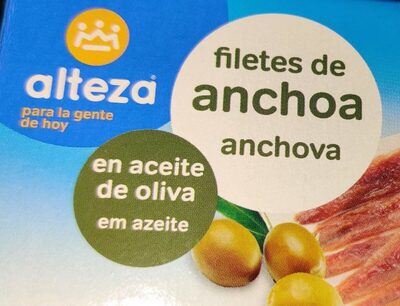 alteza
para la gente
de hoy
filetes de
anchoa
anchova
en aceite
de oliva
em azeite